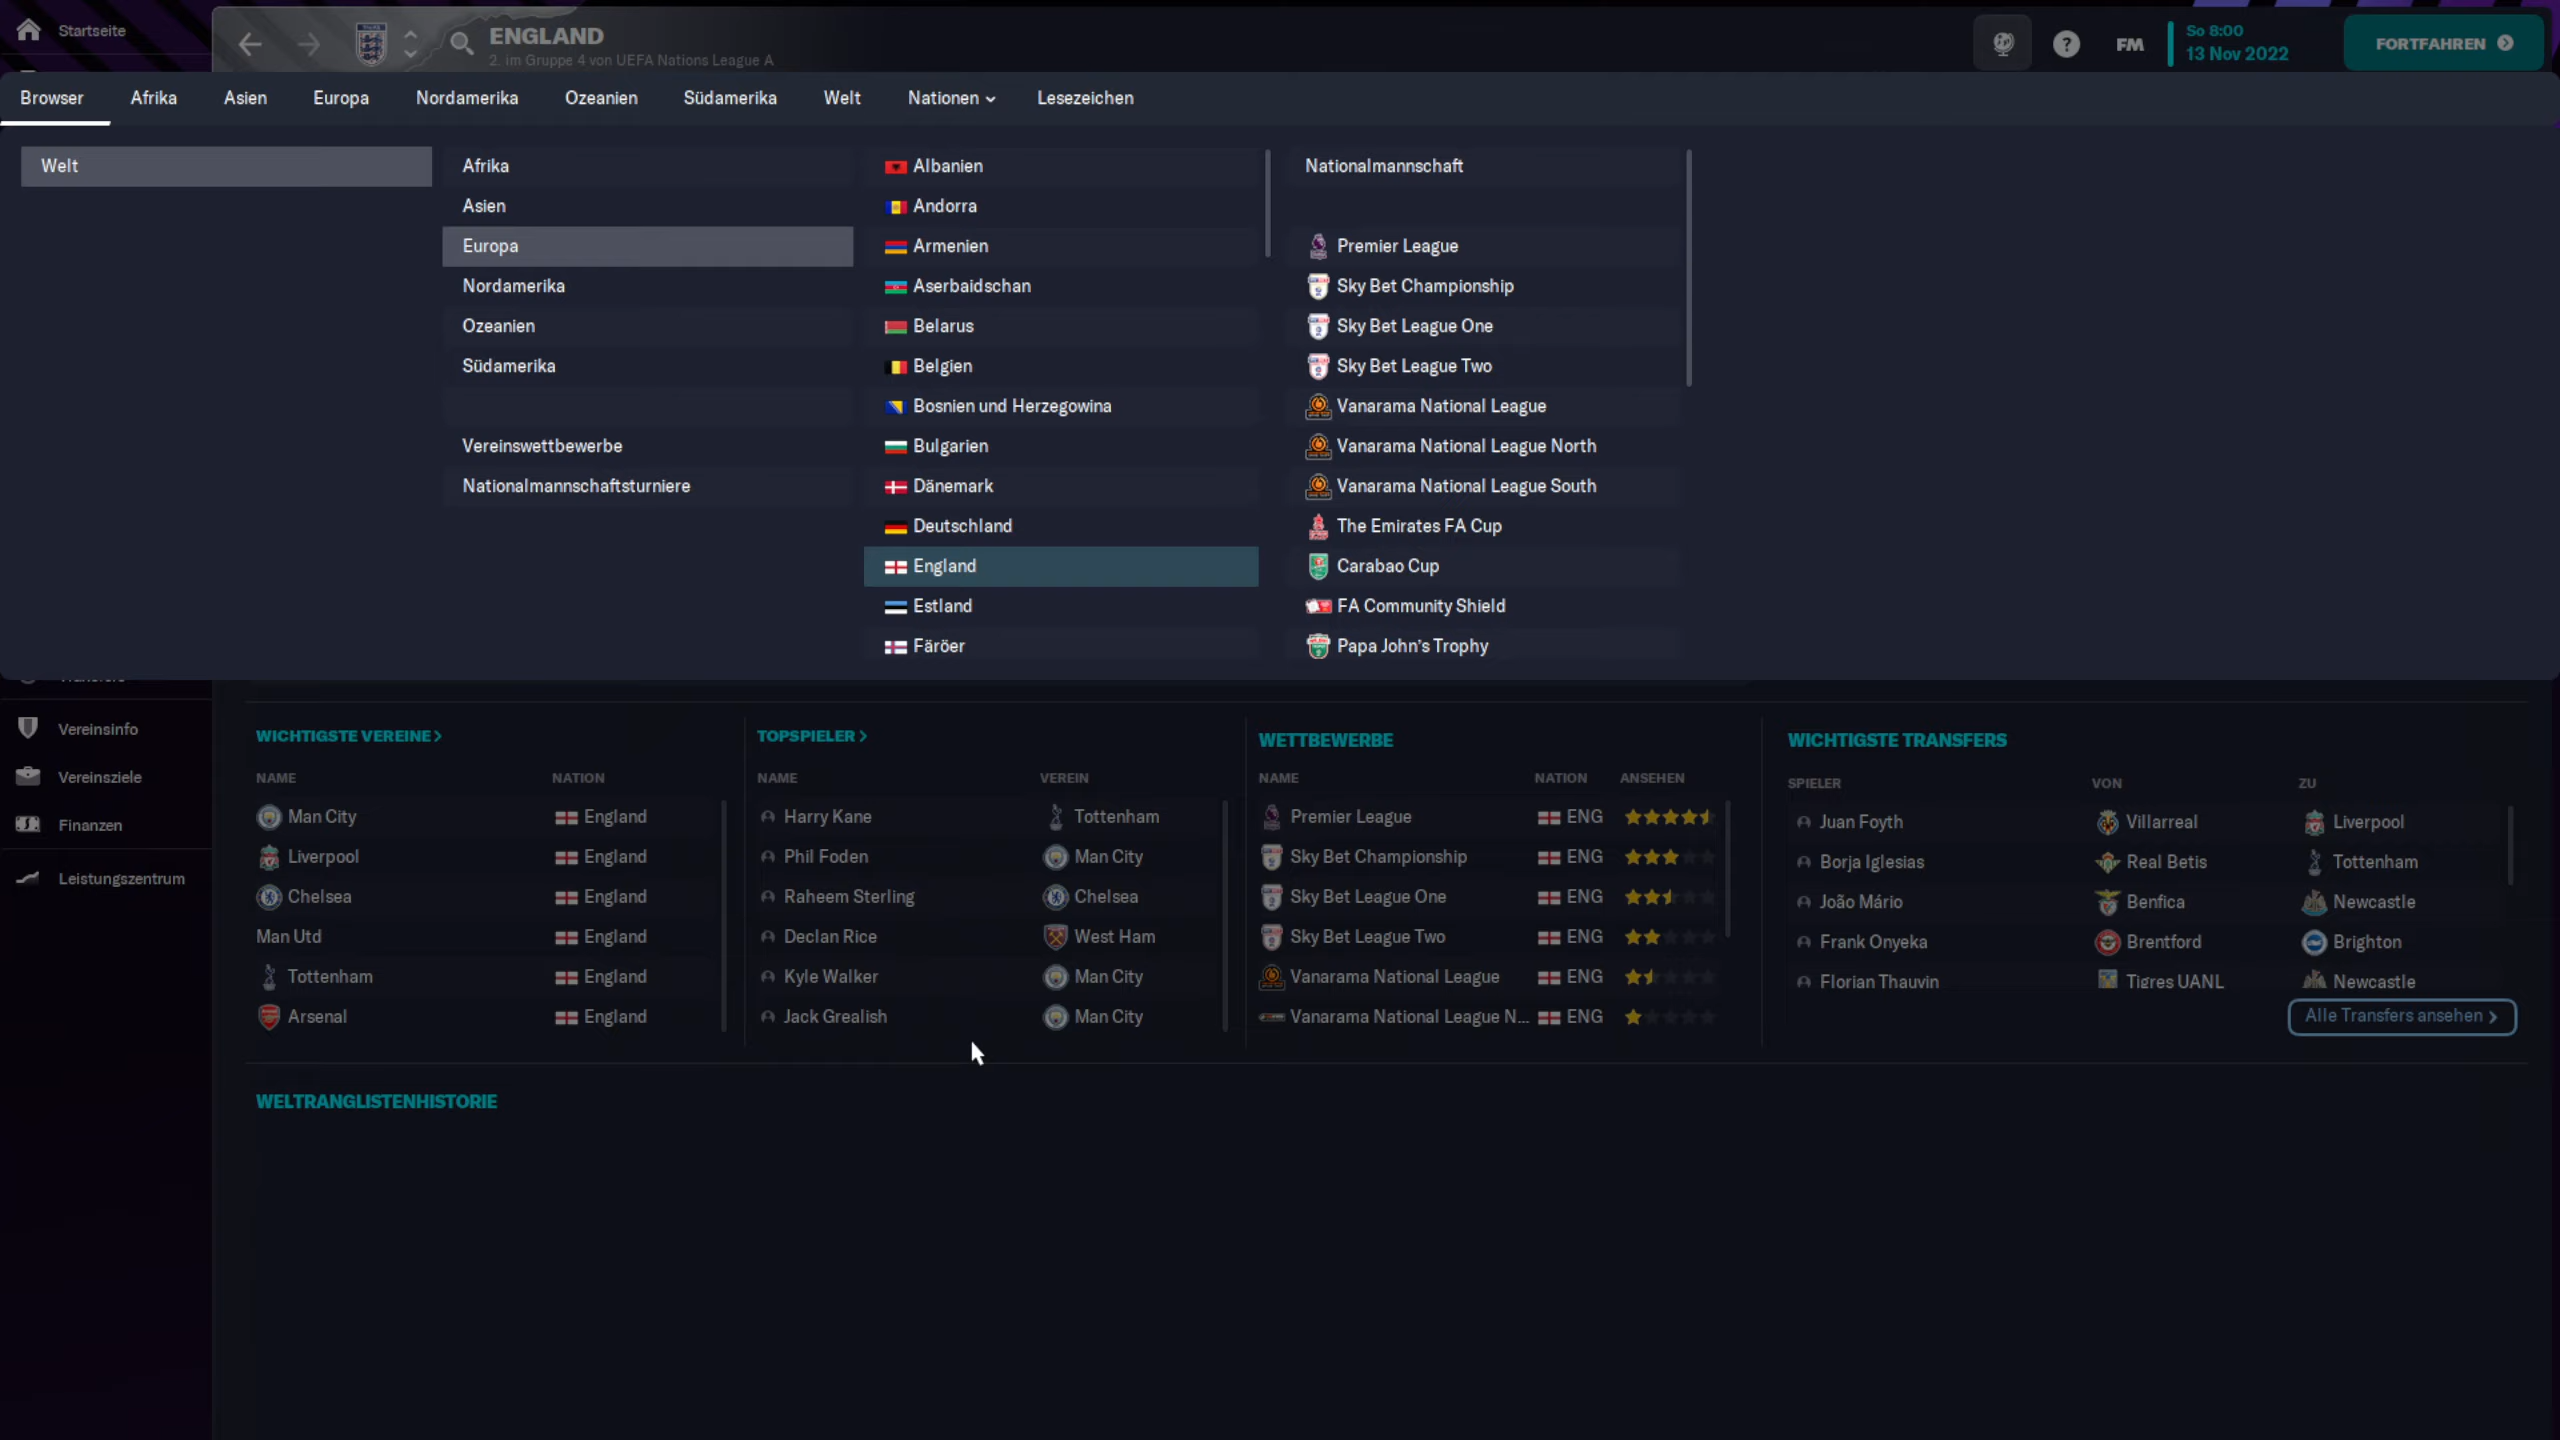 Startseite
ENGLAND
2. im Gruppe 4 von UEFA Nations League A
FM
So 8:00
13 Nov 2022
FORTFAHREN
Browser Afrika Asien Europa Nordamerika Ozeanien Südamerika Welt Nationen Lesezeichen
Welt
Afrika
Asien
Europa
Nordamerika
Ozeanien
Südamerika
Vereinswettbewerbe
Nationalmannschaftsturniere
Albanien
Andorra
Armenien
Aserbaidschan
Belarus
Belgien
Bosnien und Herzegowina
Bulgarien
Dänemark
Deutschland
England
Estland
Färöer
Nationalmannschaft
Premier League
Sky Bet Championship
Sky Bet League One
Sky Bet League Two
Vanarama National League
Vanarama National League North
Vanarama National League South
The Emirates FA Cup
Carabao Cup
FA Community Shield
Papa John's Trophy
Vereinsinfo
Vereinsziele
Finanzen
Leistungszentrum
WICHTIGSTE VEREINE
NAME NATION
Man City England
Liverpool England
Chelsea England
Man Utd England
Tottenham England
Arsenal England
TOPSPIELER
NAME VEREIN
Harry Kane Tottenham
Phil Foden Man City
Raheem Sterling Chelsea
Declan Rice West Ham
Kyle Walker Man City
Jack Grealish Man City
WETTBEWERBE
NAME NATION ANSEHEN
Premier League ENG
Sky Bet Championship ENG
Sky Bet League One ENG
Sky Bet League Two ENG
Vanarama National League ENG
Vanarama National League N... ENG
WICHTIGSTE TRANSFERS
SPIELER VON ZU
Juan Foyth Villarreal Liverpool
Borja Iglesias Real Betis Tottenham
João Mário Benfica Newcastle
Frank Onyeka Brentford Brighton
Florian Thauvin Tigres UANL Newcastle
Alle Transfers ansehen
WELTRANGLISTENHISTORIE